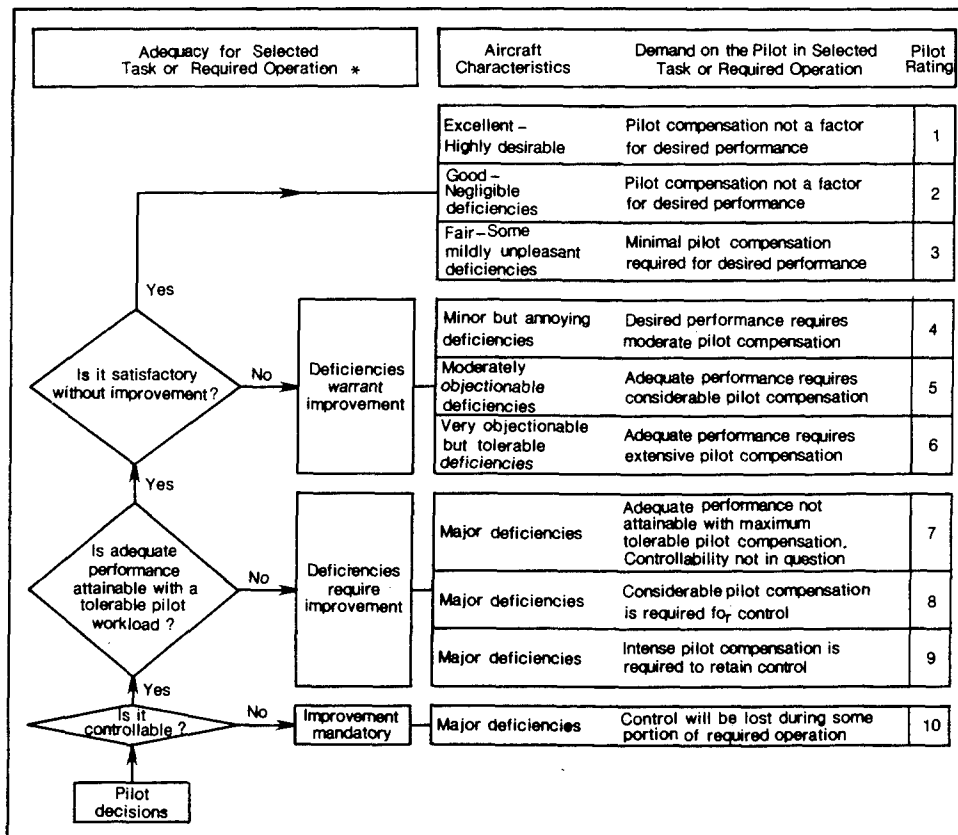 Adequacy for Selected
Task or Required Operation *
Aircraft
Characteristics
Demand on the Pilot in Selected
Task or Required Operation
Pilot
Rating
Excellent –
Highly desirable
Pilot compensation not a factor
for desired performance
1
Good –
Negligible
deficiencies
Pilot compensation not a factor
for desired performance
2
Fair – Some
mildly unpleasant
deficiencies
Minimal pilot compensation
required for desired performance
3
Yes
Is it satisfactory
without improvement?
No
Deficiencies
warrant
improvement
Minor but annoying
deficiencies
Desired performance requires
moderate pilot compensation
4
Moderately
objectionable
deficiencies
Adequate performance requires
considerable pilot compensation
5
Very objectionable
but tolerable
deficiencies
Adequate performance requires
extensive pilot compensation
6
Yes
Is adequate
performance
attainable with a
tolerable pilot
workload ?
No
Deficiencies
require
improvement
Major deficiencies
Adequate performance not
attainable with maximum
tolerable pilot compensation.
Controllability not in question
7
Major deficiencies
Considerable pilot compensation
is required for control
8
Major deficiencies
Intense pilot compensation is
required to retain control
9
Yes
Is it
controllable ?
No
Improvement
mandatory
Major deficiencies
Control will be lost during some
portion of required operation
10
Pilot
decisions